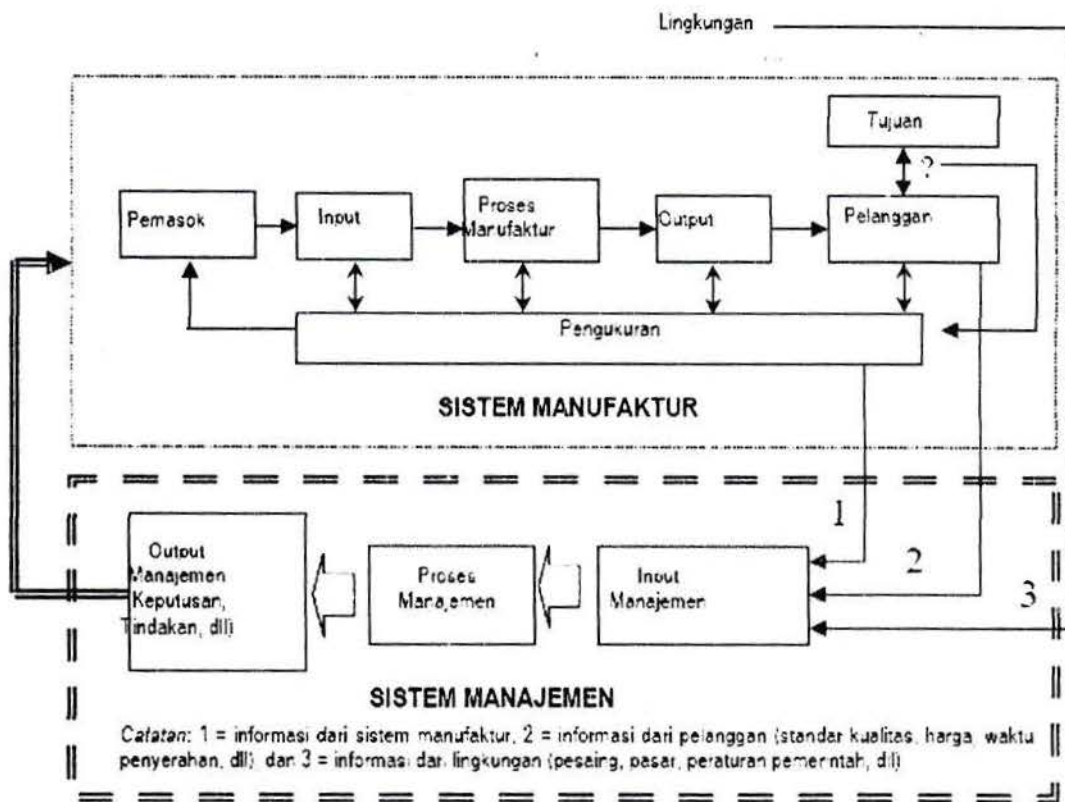 Lingkungan
Tujuan
?
Pemasok
Input
Proses
Manufaktur
Output
Pelanggan
Pengukuran
SISTEM MANUFAKTUR
1
2
3
Output
Manajemen
Keputusan,
Tindakan, dll)
Proses
Manajemen
Input
Manajemen
SISTEM MANAJEMEN
Catatan: 1 = informasi dari sistem manufaktur, 2 = informasi dari pelanggan (standar kualitas, harga, waktu
penyerahan, dll) dan 3 = informasi dari lingkungan (pesaing, pasar, peraturan pemerintah, dll)